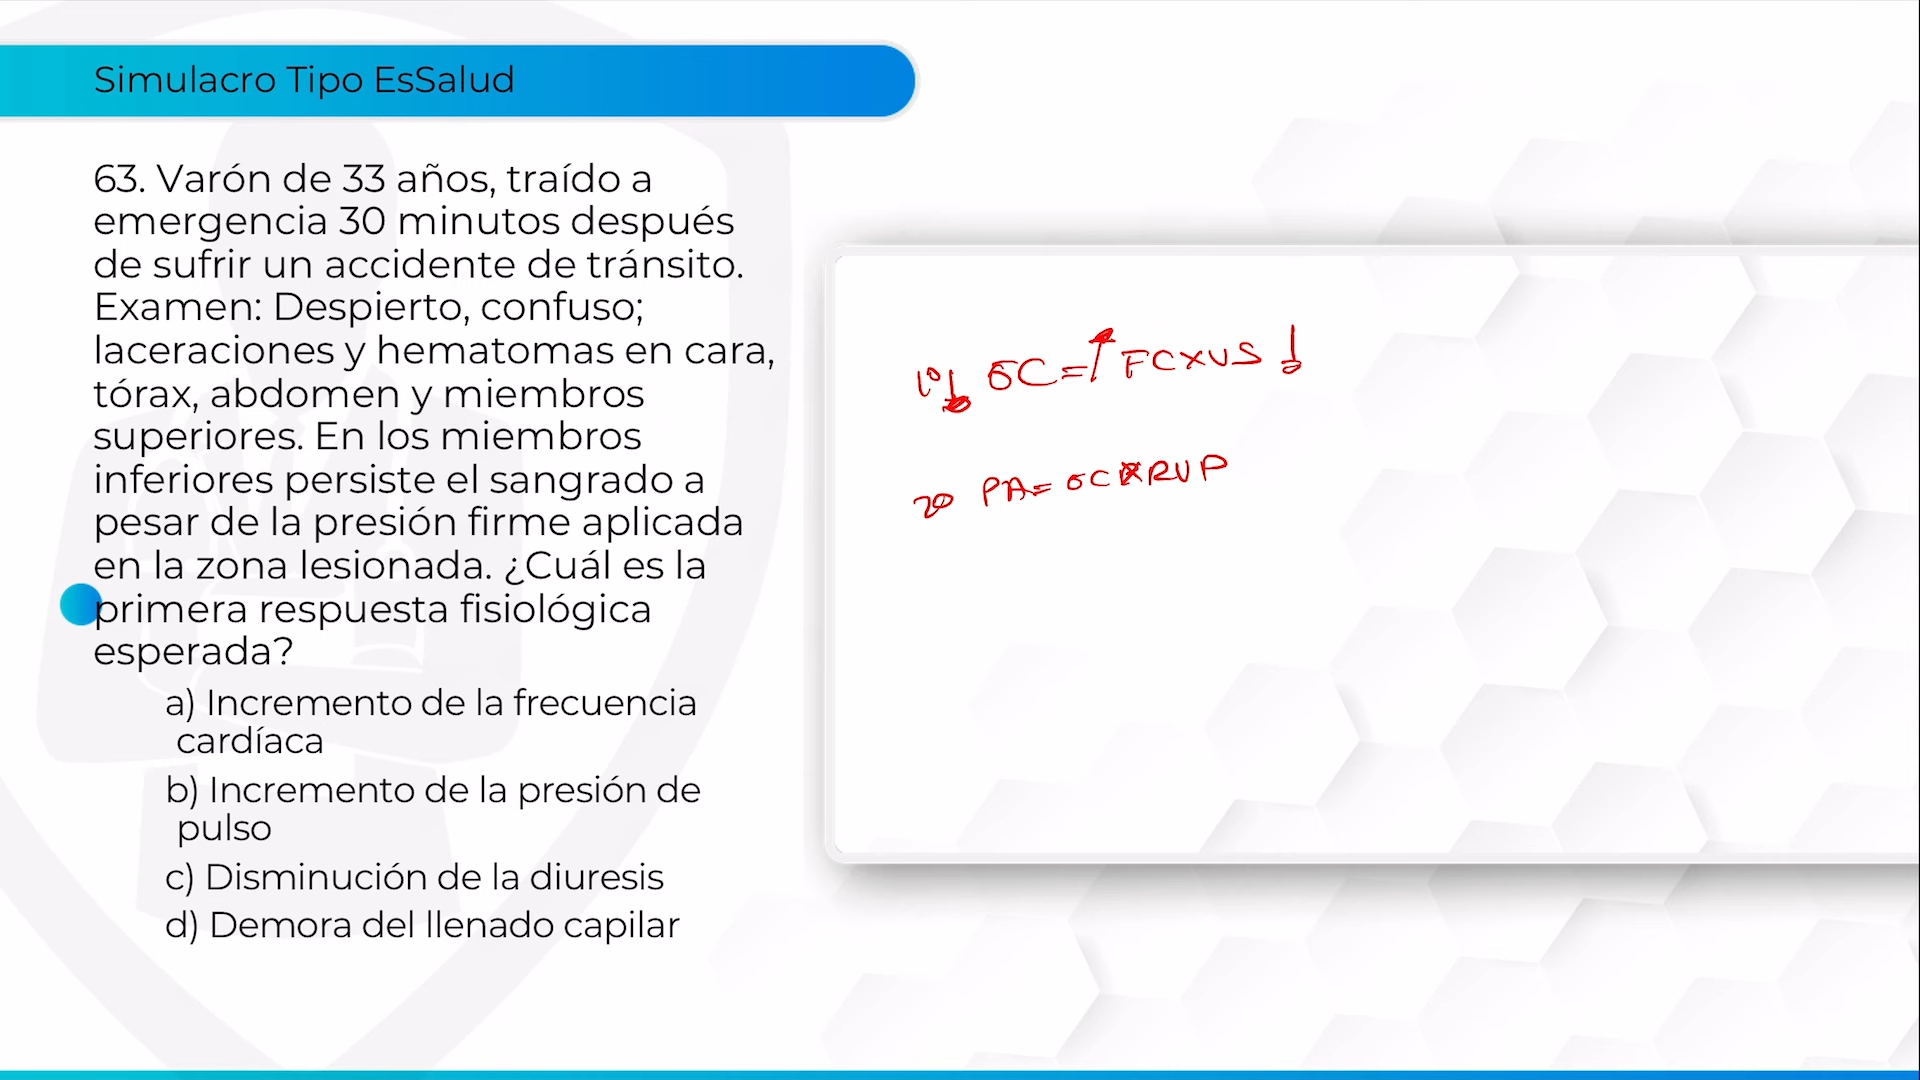 Simulacro Tipo EsSalud
63. Varón de 33 años, traído a
emergencia 30 minutos después
de sufrir un accidente de tránsito.
Examen: Despierto, confuso;
laceraciones y hematomas en cara,
tórax, abdomen y miembros
superiores. En los miembros
inferiores persiste el sangrado a
pesar de la presión firme aplicada
en la zona lesionada. ¿Cuál es la
primera respuesta fisiológica
esperada?
a) Incremento de la frecuencia
cardíaca
b) Incremento de la presión de
pulso
c) Disminución de la diuresis
d) Demora del llenado capilar
1º ↓ GC = ↑ FC x VS ↓
2º PA = GC x RVP